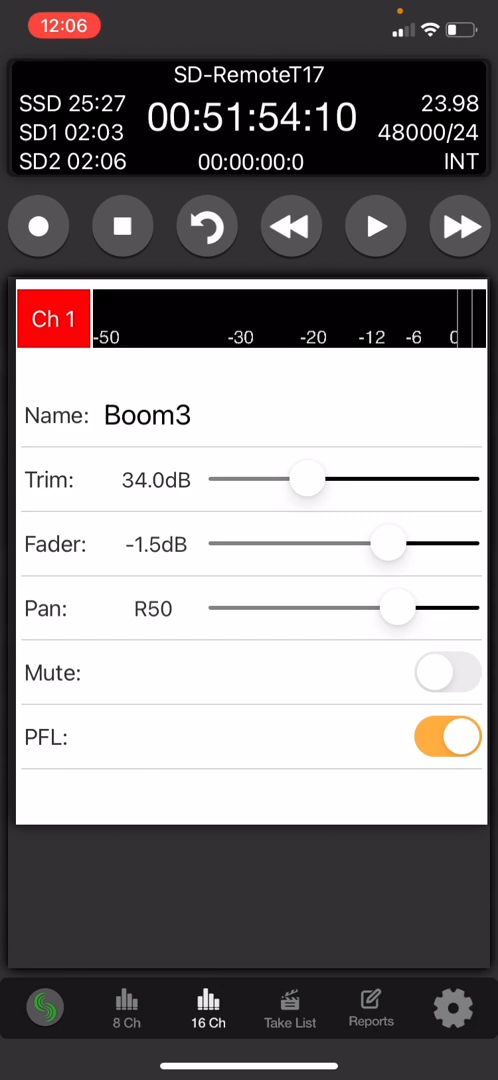 12:06
SD-RemoteT17
SSD 25:27
00:51:54:10
23.98
SD1 02:03
48000/24
SD2 02:06
00:00:00:0
INT
Ch 1
-50 -30 -20 -12 -6 0
Name: Boom3
Trim: 34.0dB
Fader: -1.5dB
Pan: R50
Mute:
PFL:
8 Ch 16 Ch Take List Reports